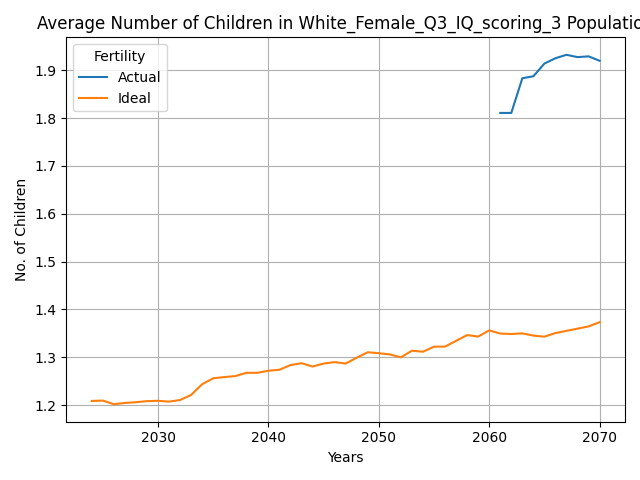 Average Number of Children in White_Female_Q3_IQ_scoring_3 Populatio
Fertility
Actual
Ideal
No. of Children
1.9
1.8
1.7
1.6
1.5
1.4
1.3
1.2
2030 2040 2050 2060 2070
Years